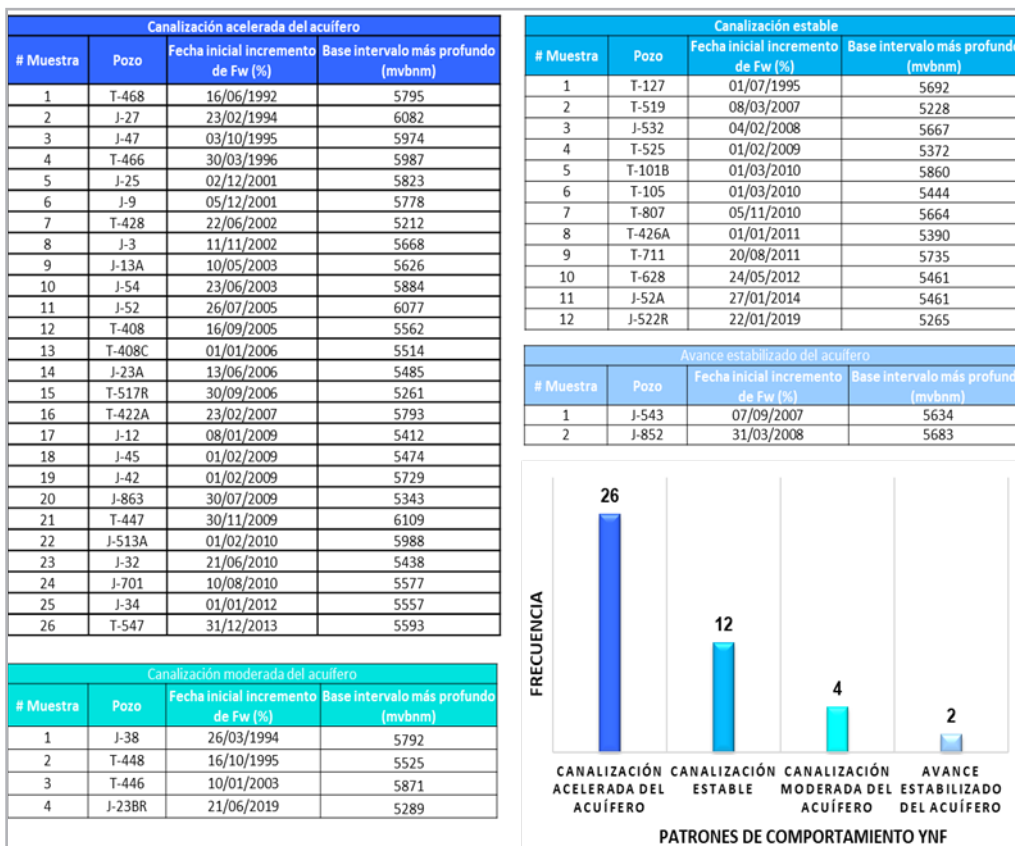 Canalización acelerada del acuífero
# Muestra Pozo Fecha inicial incremento de Fw (%) Base intervalo más profundo (mvbnm)
1 T-468 16/06/1992 5795
2 J-27 23/02/1994 6082
3 J-47 03/10/1995 5974
4 T-466 30/03/1996 5987
5 J-25 02/12/2001 5823
6 J-9 05/12/2001 5778
7 T-428 22/06/2002 5212
8 J-3 11/11/2002 5668
9 J-13A 10/05/2003 5626
10 J-54 23/06/2003 5884
11 J-52 26/07/2005 6077
12 T-408 16/09/2005 5562
13 T-408C 01/01/2006 5514
14 J-23A 13/06/2006 5485
15 T-517R 30/09/2006 5261
16 T-422A 23/02/2007 5793
17 J-12 08/01/2009 5412
18 J-45 01/02/2009 5474
19 J-42 01/02/2009 5729
20 J-863 30/07/2009 5343
21 T-447 30/11/2009 6109
22 J-513A 01/02/2010 5988
23 J-32 21/06/2010 5438
24 J-701 10/08/2010 5577
25 J-34 01/01/2012 5557
26 T-547 31/12/2013 5593
Canalización moderada del acuífero
# Muestra Pozo Fecha inicial incremento de Fw (%) Base intervalo más profundo (mvbnm)
1 J-38 26/03/1994 5792
2 T-448 16/10/1995 5525
3 T-446 10/01/2003 5871
4 J-23BR 21/06/2019 5289
Canalización estable
# Muestra Pozo Fecha inicial incremento de Fw (%) Base intervalo más profundo (mvbnm)
1 T-127 01/07/1995 5692
2 T-519 08/03/2007 5228
3 J-532 04/02/2008 5667
4 T-525 01/02/2009 5372
5 T-101B 01/03/2010 5860
6 T-105 01/03/2010 5444
7 T-807 05/11/2010 5664
8 T-426A 01/01/2011 5390
9 T-711 20/08/2011 5735
10 T-628 24/05/2012 5461
11 J-52A 27/01/2014 5461
12 J-522R 22/01/2019 5265
Avance estabilizado del acuífero
# Muestra Pozo Fecha inicial incremento de Fw (%) Base intervalo más profund (mvbnm)
1 J-543 07/09/2007 5634
2 J-852 31/03/2008 5683
FRECUENCIA
26
12
4
2
CANALIZACIÓN ACELERADA DEL ACUÍFERO
CANALIZACIÓN ESTABLE
CANALIZACIÓN MODERADA DEL ACUÍFERO
AVANCE ESTABILIZADO DEL ACUÍFERO
PATRONES DE COMPORTAMIENTO YNF